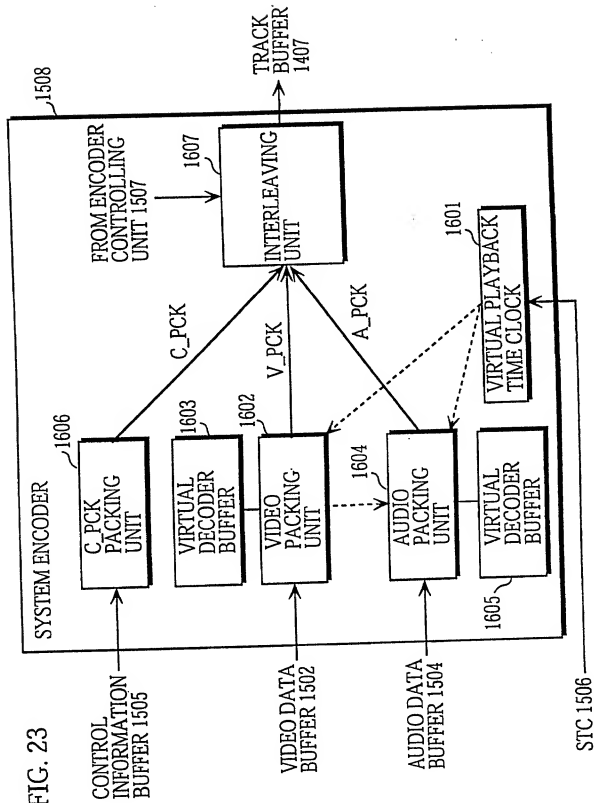 FIG. 23
SYSTEM ENCODER
1508
CONTROL
INFORMATION
BUFFER 1505
1606
C_PCK
PACKING
UNIT
C_PCK
FROM ENCODER
CONTROLLING
UNIT 1507
1607
INTERLEAVING
UNIT
TRACK
BUFFER
1407
1603
VIRTUAL
DECODER
BUFFER
VIDEO DATA
BUFFER 1502
1602
VIDEO
PACKING
UNIT
V_PCK
AUDIO DATA
BUFFER 1504
1604
AUDIO
PACKING
UNIT
A_PCK
1605
VIRTUAL
DECODER
BUFFER
1601
VIRTUAL PLAYBACK
TIME CLOCK
STC 1506